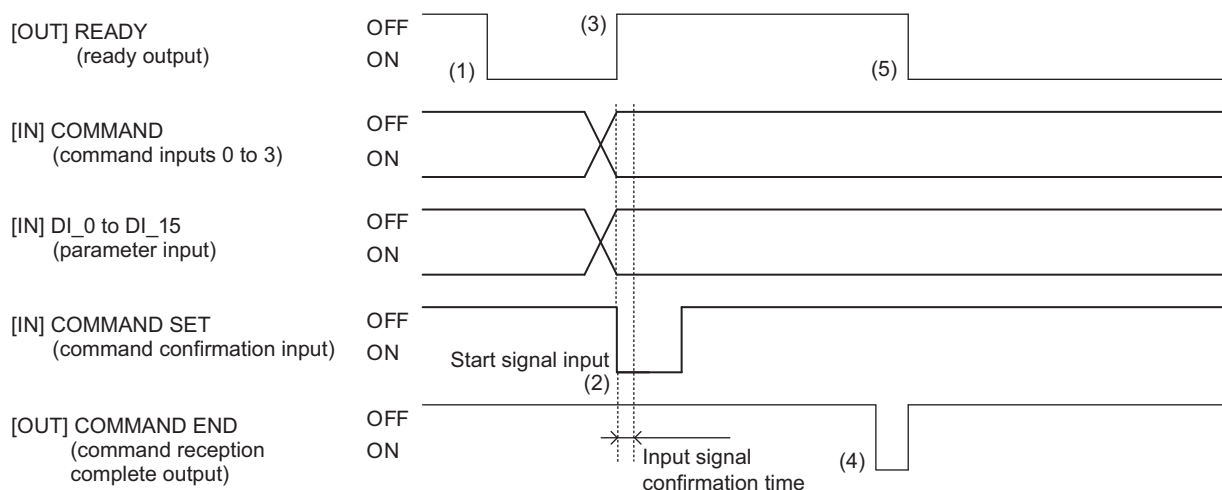 [OUT] READY
(ready output)
OFF
ON
(1)
(3)
(5)
[IN] COMMAND
(command inputs 0 to 3)
OFF
ON
[IN] DI_0 to DI_15
(parameter input)
OFF
ON
[IN] COMMAND SET
(command confirmation input)
OFF
ON
Start signal input
(2)
[OUT] COMMAND END
(command reception
complete output)
OFF
ON
Input signal
confirmation time
(4)